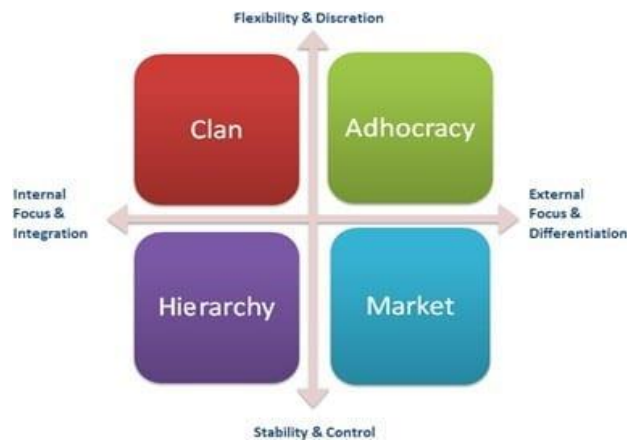 Flexibility & Discretion
Clan
Adhocracy
Internal
Focus &
Integration
External
Focus &
Differentiation
Hierarchy
Market
Stability & Control